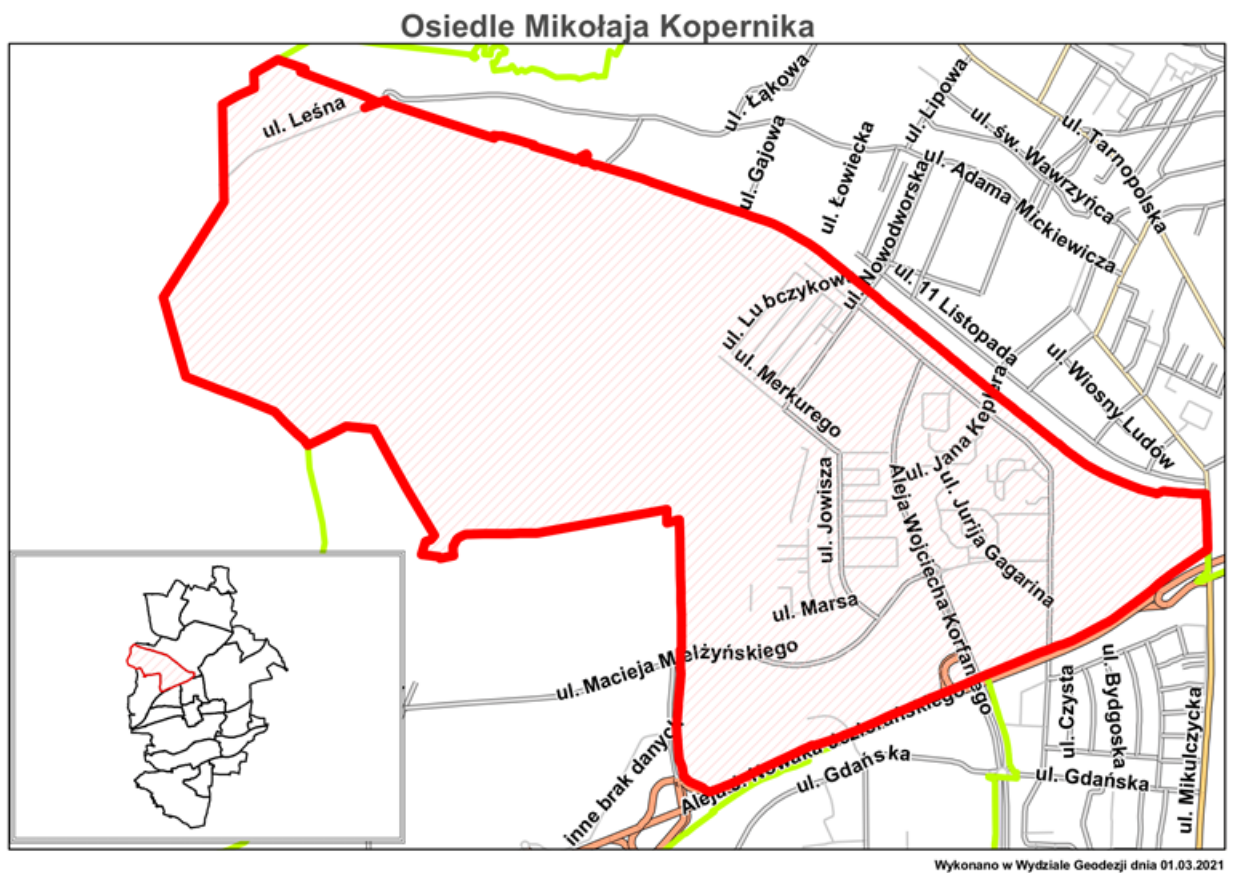 Osiedle Mikołaja Kopernika
ul. Leśna
ul. Łąkowa
ul. Gajowa
ul. Łowiecka
ul. Lipowa
ul. św. Wawrzyńca
ul. Tarnopolska
ul. Adama Mickiewicza
ul. Nowodworska
ul. 11 Listopada
ul. Wiosny Ludów
ul. Lubczykowa
ul. Merkurego
ul. Jana Keplera
ul. Jowisza
Aleja Wojciecha Korfantego
ul. Jurija Gagarina
ul. Marsa
ul. Macieja Mielżyńskiego
inne brak danych
Aleja J. Nowaka Jeziorańskiego
ul. Gdańska
ul. Czysta
ul. Bydgoska
ul. Gdańska
ul. Mikulczycka
Wykonano w Wydziale Geodezji dnia 01.03.2021